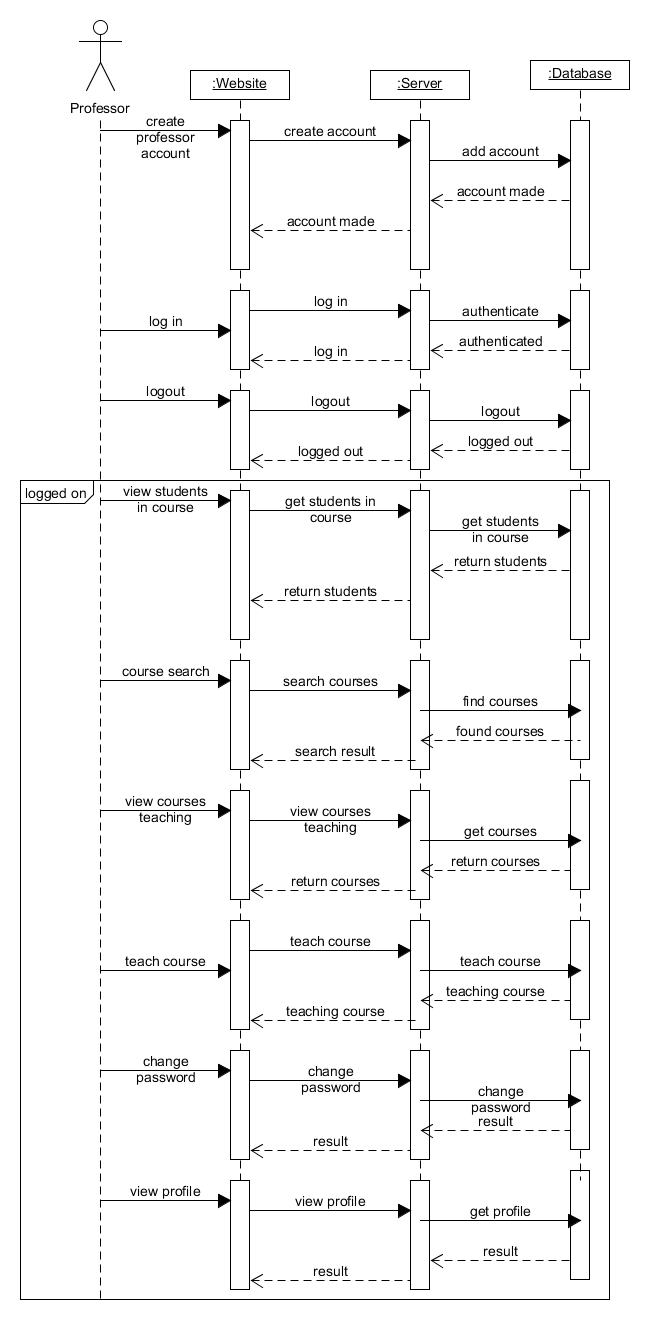 Professor
:Website
:Server
:Database
create
professor
account
create account
add account
account made
account made
log in
log in
authenticate
authenticated
log in
logout
logout
logout
logged out
logged out
logged on
view students
in course
get students in
course
get students
in course
return students
return students
course search
search courses
find courses
found courses
search result
view courses
teaching
view courses
teaching
get courses
return courses
return courses
teach course
teach course
teach course
teaching course
teaching course
change
password
change
password
change
password
result
result
view profile
view profile
get profile
result
result